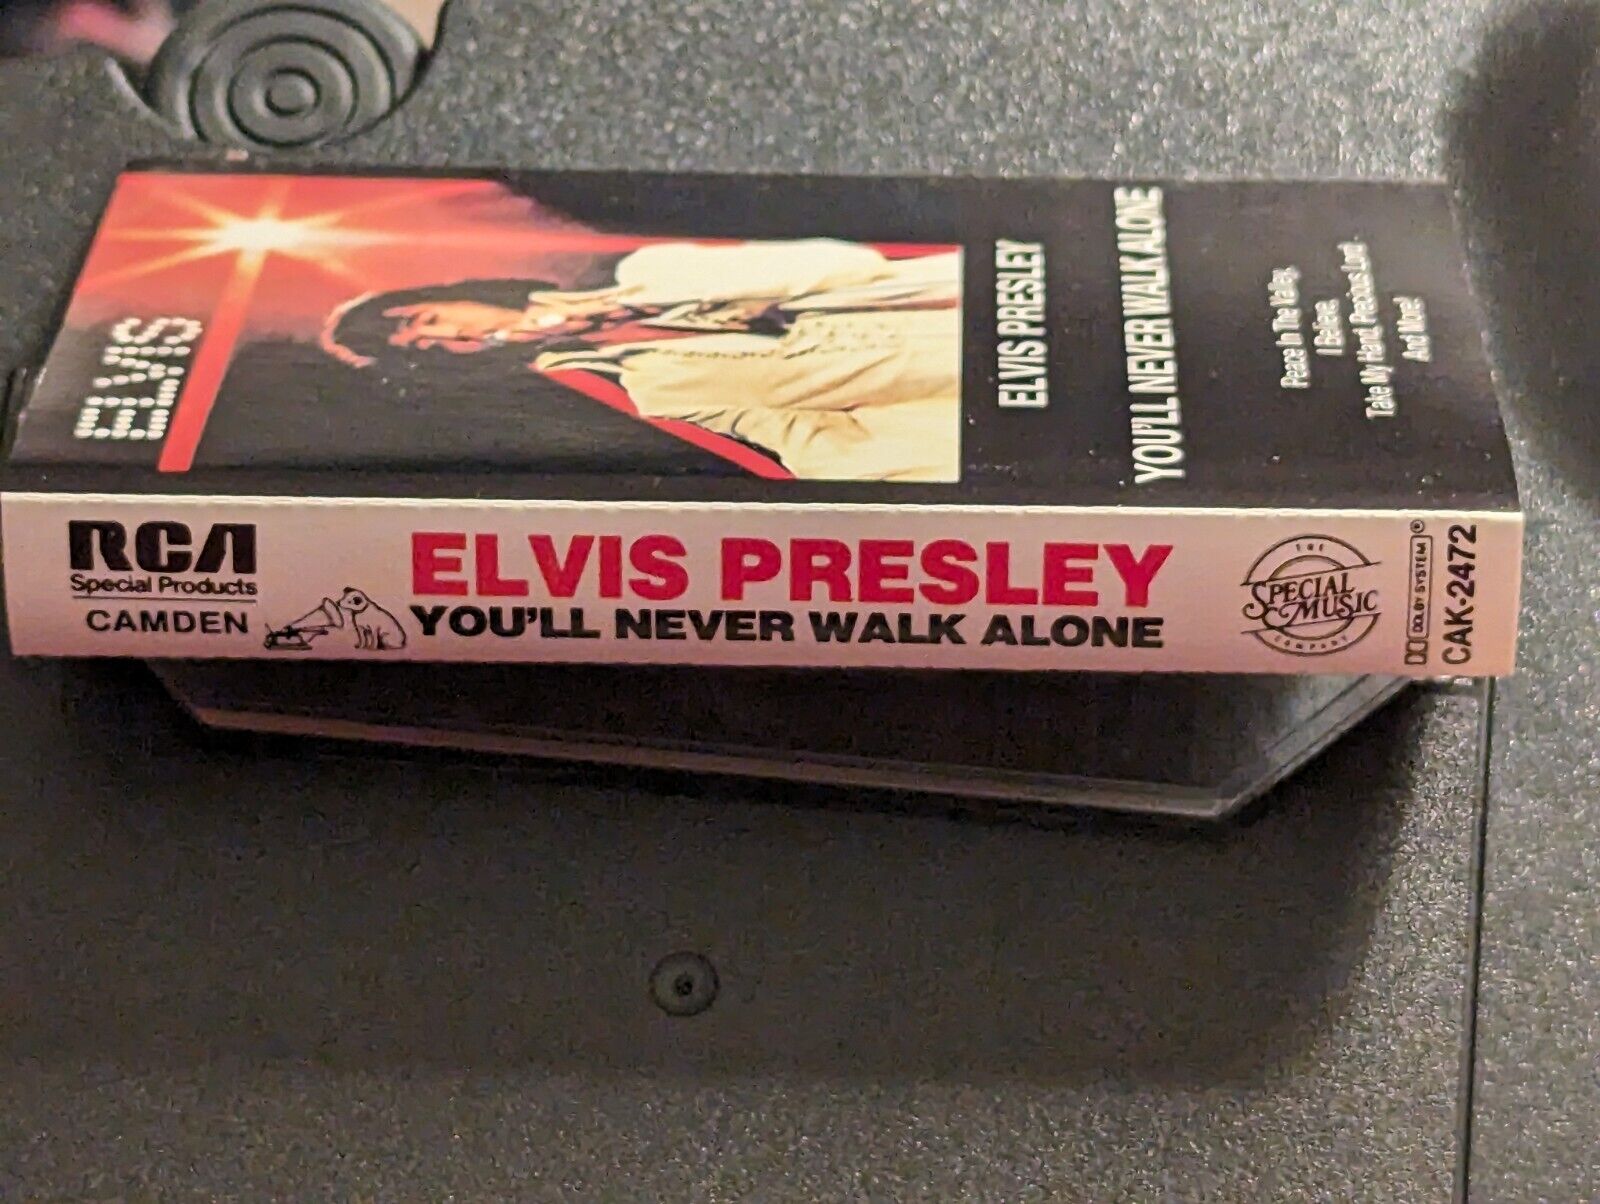 ELVIS
ELVIS PRESLEY
YOU'LL NEVER WALK ALONE
Peace In The Valley,
I Believe,
Take My Hand, Precious Lord
And More!
RCA
Special Products
CAMDEN
ELVIS PRESLEY
YOU'LL NEVER WALK ALONE
THE
SPECIAL
MUSIC
COMPANY
DOLBY SYSTEM ®
CAK-2472